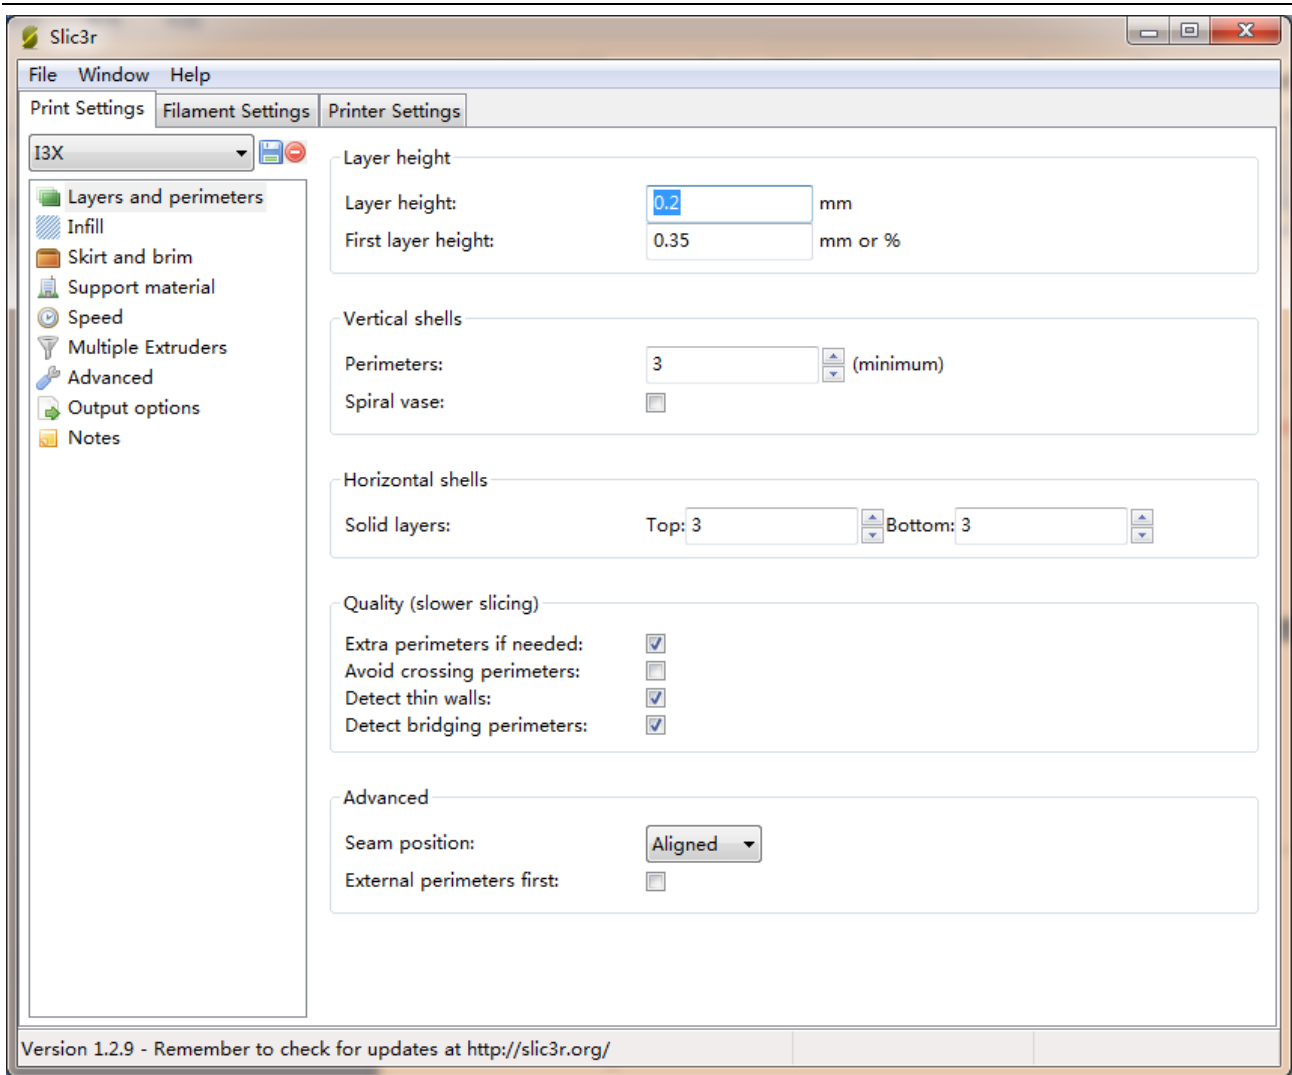 Slic3r
File Window Help
Print Settings Filament Settings Printer Settings
I3X
Layers and perimeters
Infill
Skirt and brim
Support material
Speed
Multiple Extruders
Advanced
Output options
Notes
Layer height
Layer height: 0.2 mm
First layer height: 0.35 mm or %
Vertical shells
Perimeters: 3 (minimum)
Spiral vase:
Horizontal shells
Solid layers: Top: 3 Bottom: 3
Quality (slower slicing)
Extra perimeters if needed:
Avoid crossing perimeters:
Detect thin walls:
Detect bridging perimeters:
Advanced
Seam position: Aligned
External perimeters first:
Version 1.2.9 - Remember to check for updates at http://slic3r.org/